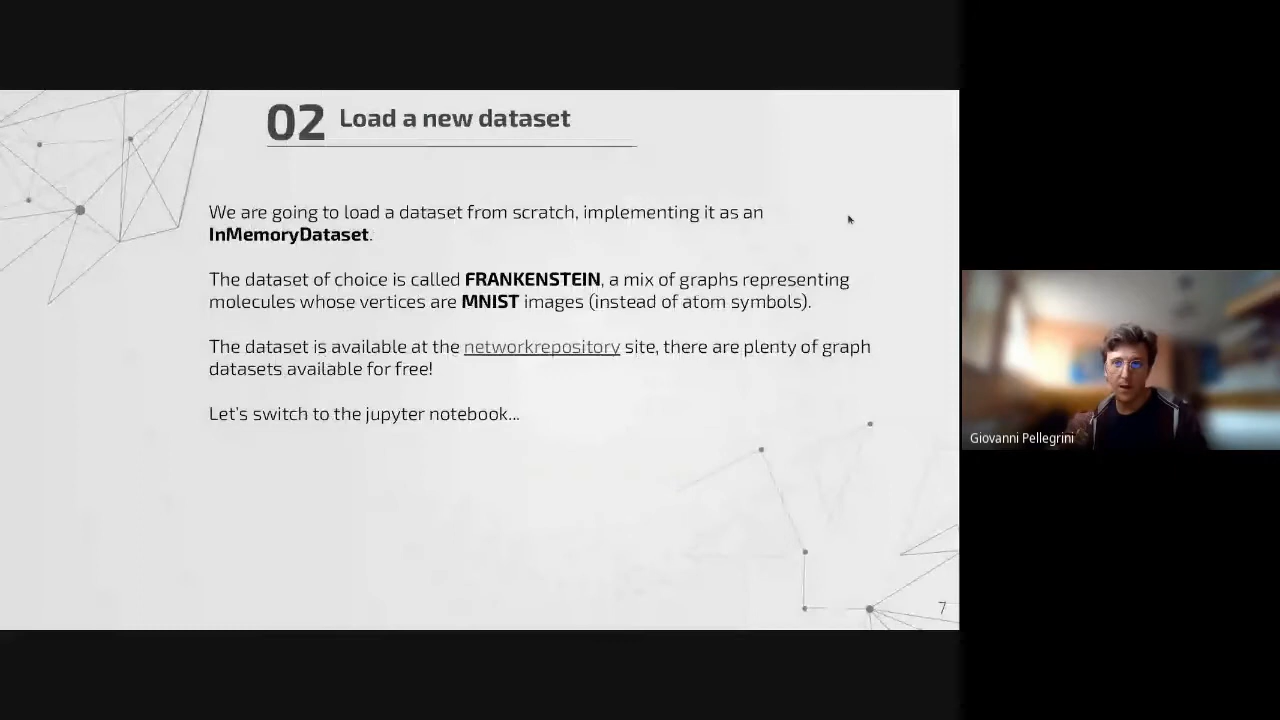 02 Load a new dataset
We are going to load a dataset from scratch, implementing it as an
InMemoryDataset.
The dataset of choice is called FRANKENSTEIN, a mix of graphs representing
molecules whose vertices are MNIST images (instead of atom symbols).
The dataset is available at the networkrepository site, there are plenty of graph
datasets available for free!
Let's switch to the jupyter notebook...
Giovanni Pellegrini
7